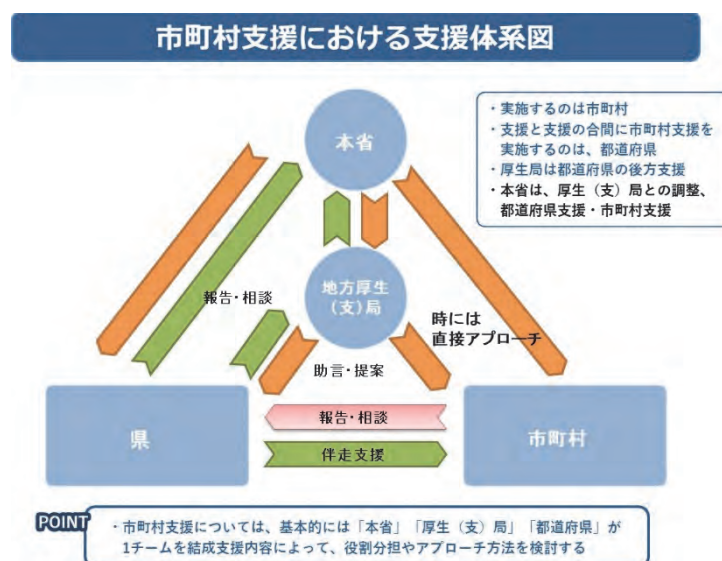 市町村支援における支援体系図
本省
・実施するのは市町村
・支援と支援の合間に市町村支援を
実施するのは、都道府県
・厚生局は都道府県の後方支援
・本省は、厚生（支）局との調整、
都道府県支援・市町村支援
地方厚生
（支）局
報告・相談
時には
直接アプローチ
助言・提案
県
報告・相談
伴走支援
市町村
POINT
・市町村支援については、基本的には「本省」「厚生（支）局」「都道府県」が
1チームを結成支援内容によって、役割分担やアプローチ方法を検討する